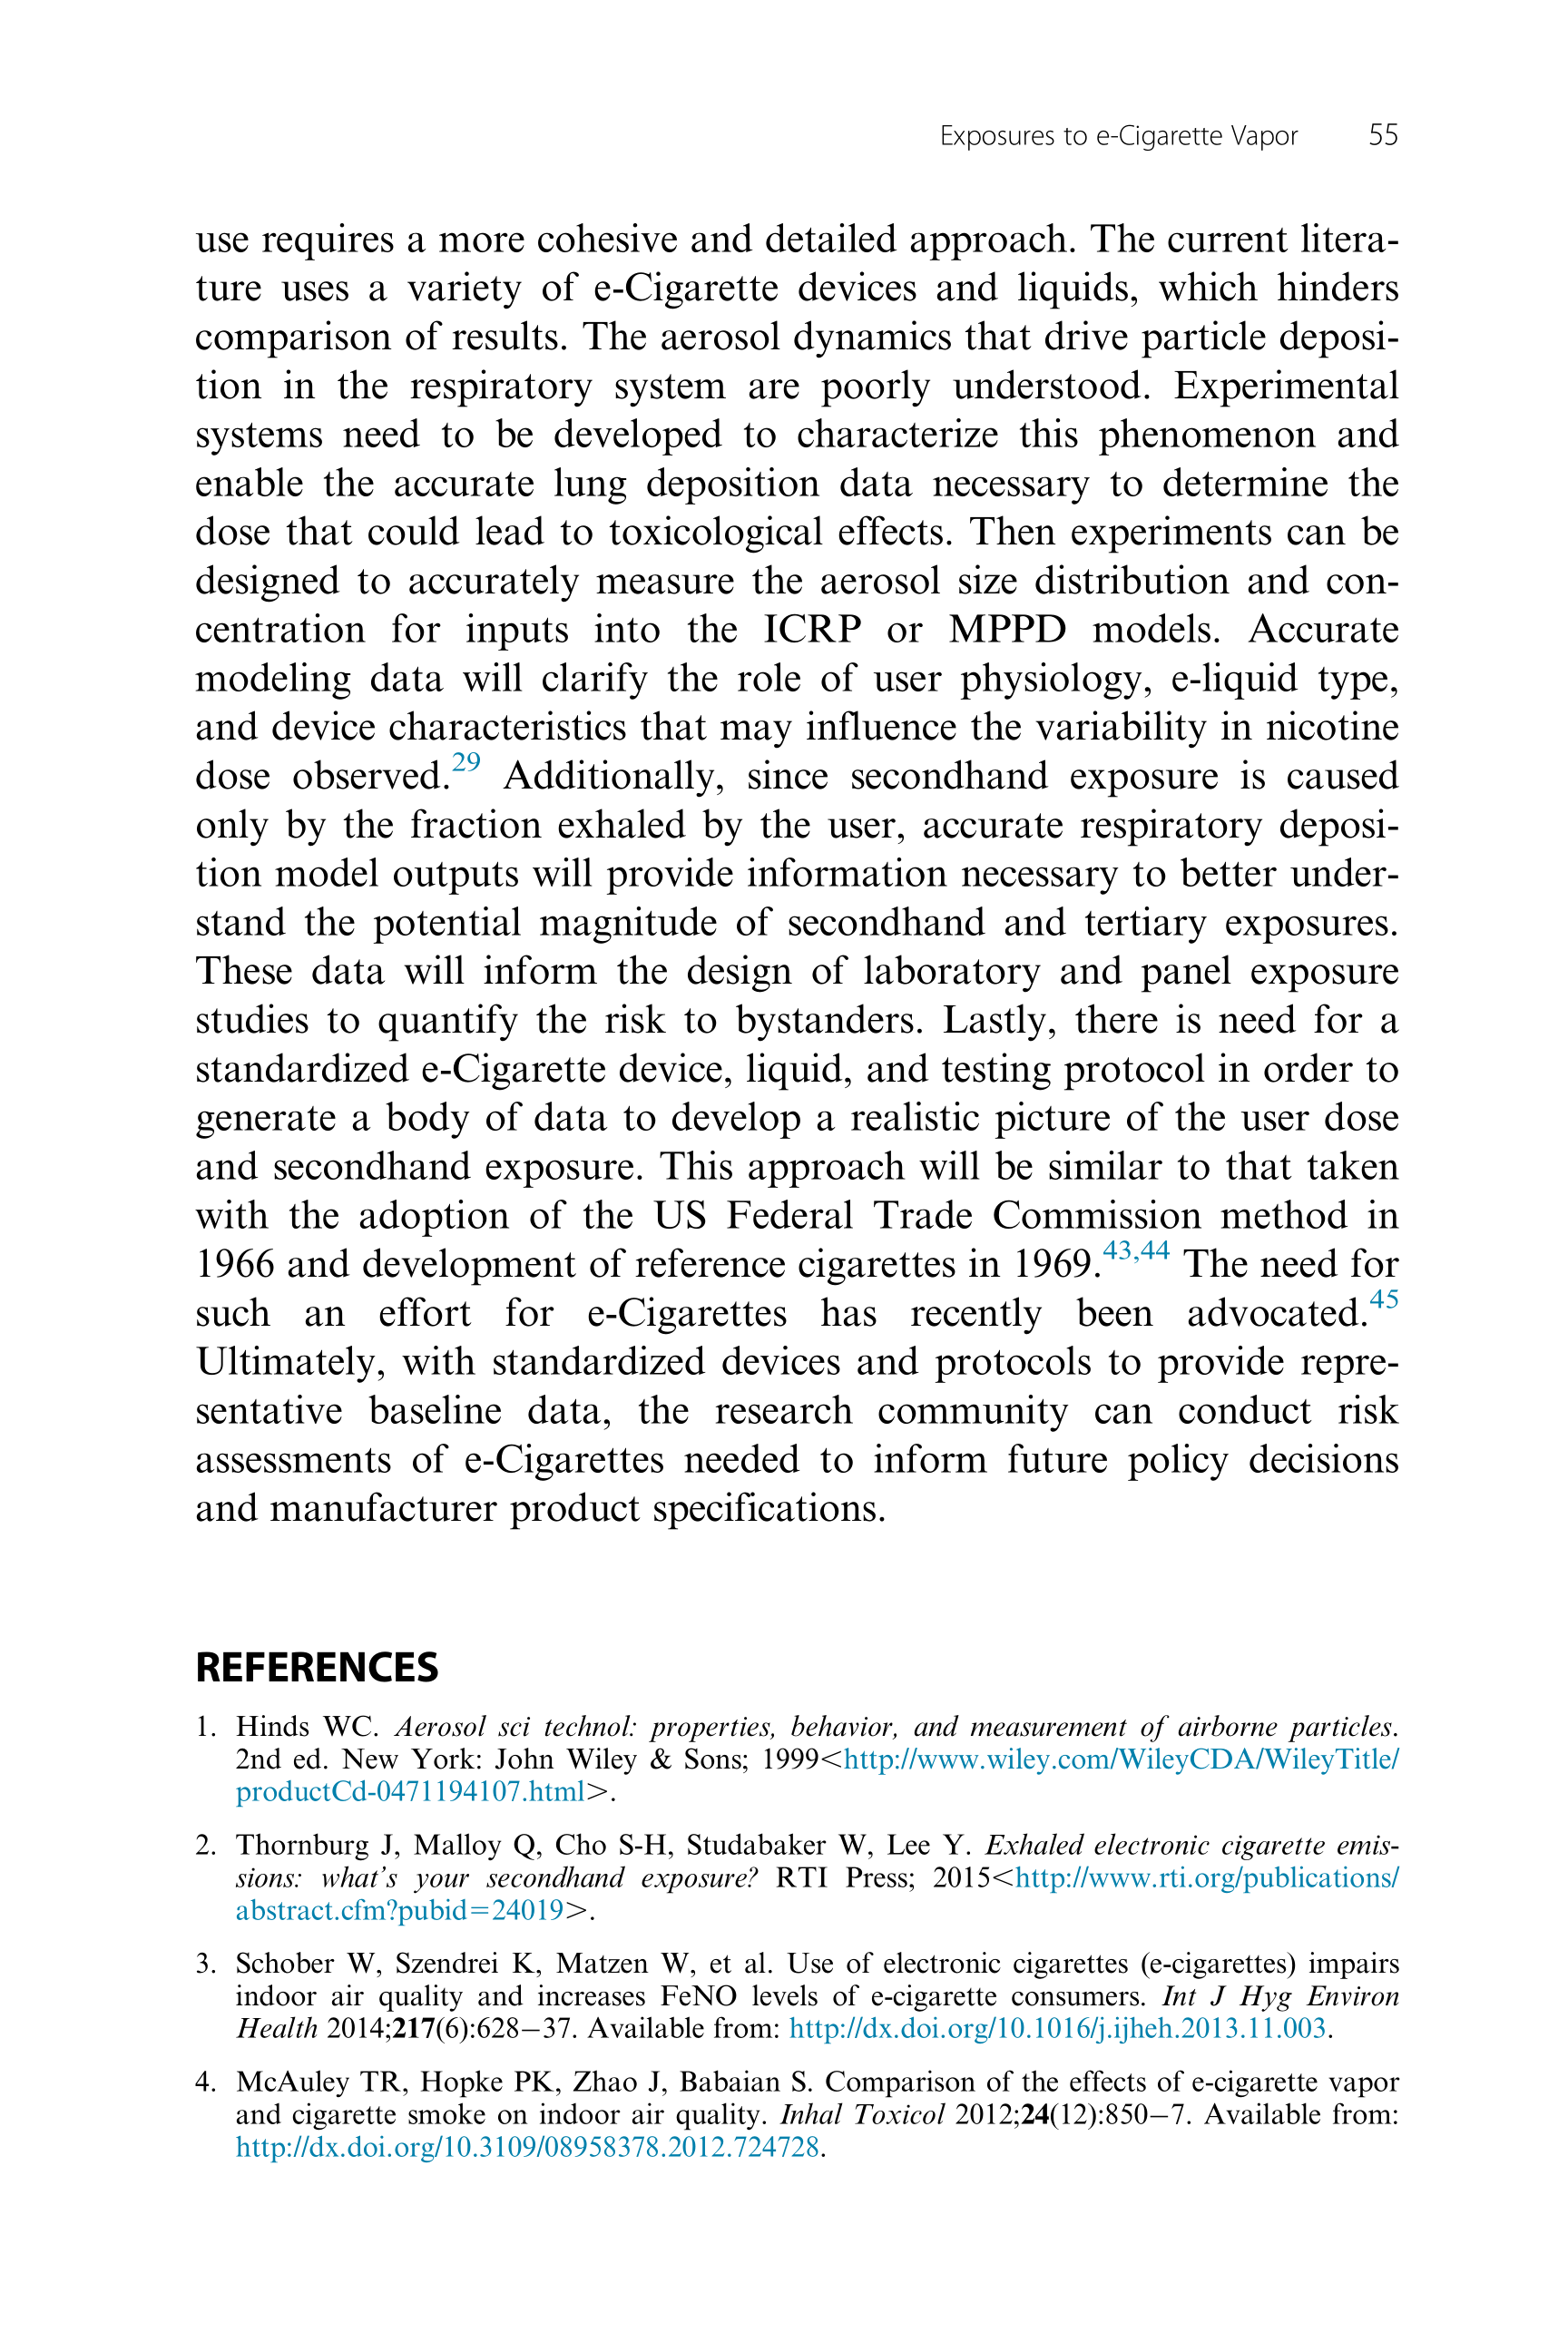 Exposures to e-Cigarette Vapor 55
use requires a more cohesive and detailed approach. The current litera-
ture uses a variety of e-Cigarette devices and liquids, which hinders
comparison of results. The aerosol dynamics that drive particle deposi-
tion in the respiratory system are poorly understood. Experimental
systems need to be developed to characterize this phenomenon and
enable the accurate lung deposition data necessary to determine the
dose that could lead to toxicological effects. Then experiments can be
designed to accurately measure the aerosol size distribution and con-
centration for inputs into the ICRP or MPPD models. Accurate
modeling data will clarify the role of user physiology, e-liquid type,
and device characteristics that may influence the variability in nicotine
dose observed.29 Additionally, since secondhand exposure is caused
only by the fraction exhaled by the user, accurate respiratory deposi-
tion model outputs will provide information necessary to better under-
stand the potential magnitude of secondhand and tertiary exposures.
These data will inform the design of laboratory and panel exposure
studies to quantify the risk to bystanders. Lastly, there is need for a
standardized e-Cigarette device, liquid, and testing protocol in order to
generate a body of data to develop a realistic picture of the user dose
and secondhand exposure. This approach will be similar to that taken
with the adoption of the US Federal Trade Commission method in
1966 and development of reference cigarettes in 1969.43,44 The need for
such an effort for e-Cigarettes has recently been advocated.45
Ultimately, with standardized devices and protocols to provide repre-
sentative baseline data, the research community can conduct risk
assessments of e-Cigarettes needed to inform future policy decisions
and manufacturer product specifications.
REFERENCES
1. Hinds WC. Aerosol sci technol: properties, behavior, and measurement of airborne particles.
2nd ed. New York: John Wiley & Sons; 1999<http://www.wiley.com/WileyCDA/WileyTitle/
productCd-0471194107.html>.
2. Thornburg J, Malloy Q, Cho S-H, Studabaker W, Lee Y. Exhaled electronic cigarette emis-
sions: what's your secondhand exposure? RTI Press; 2015<http://www.rti.org/publications/
abstract.cfm?pubid=24019>.
3. Schober W, Szendrei K, Matzen W, et al. Use of electronic cigarettes (e-cigarettes) impairs
indoor air quality and increases FeNO levels of e-cigarette consumers. Int J Hyg Environ
Health 2014;217(6):628–37. Available from: http://dx.doi.org/10.1016/j.ijheh.2013.11.003.
4. McAuley TR, Hopke PK, Zhao J, Babaian S. Comparison of the effects of e-cigarette vapor
and cigarette smoke on indoor air quality. Inhal Toxicol 2012;24(12):850–7. Available from:
http://dx.doi.org/10.3109/08958378.2012.724728.